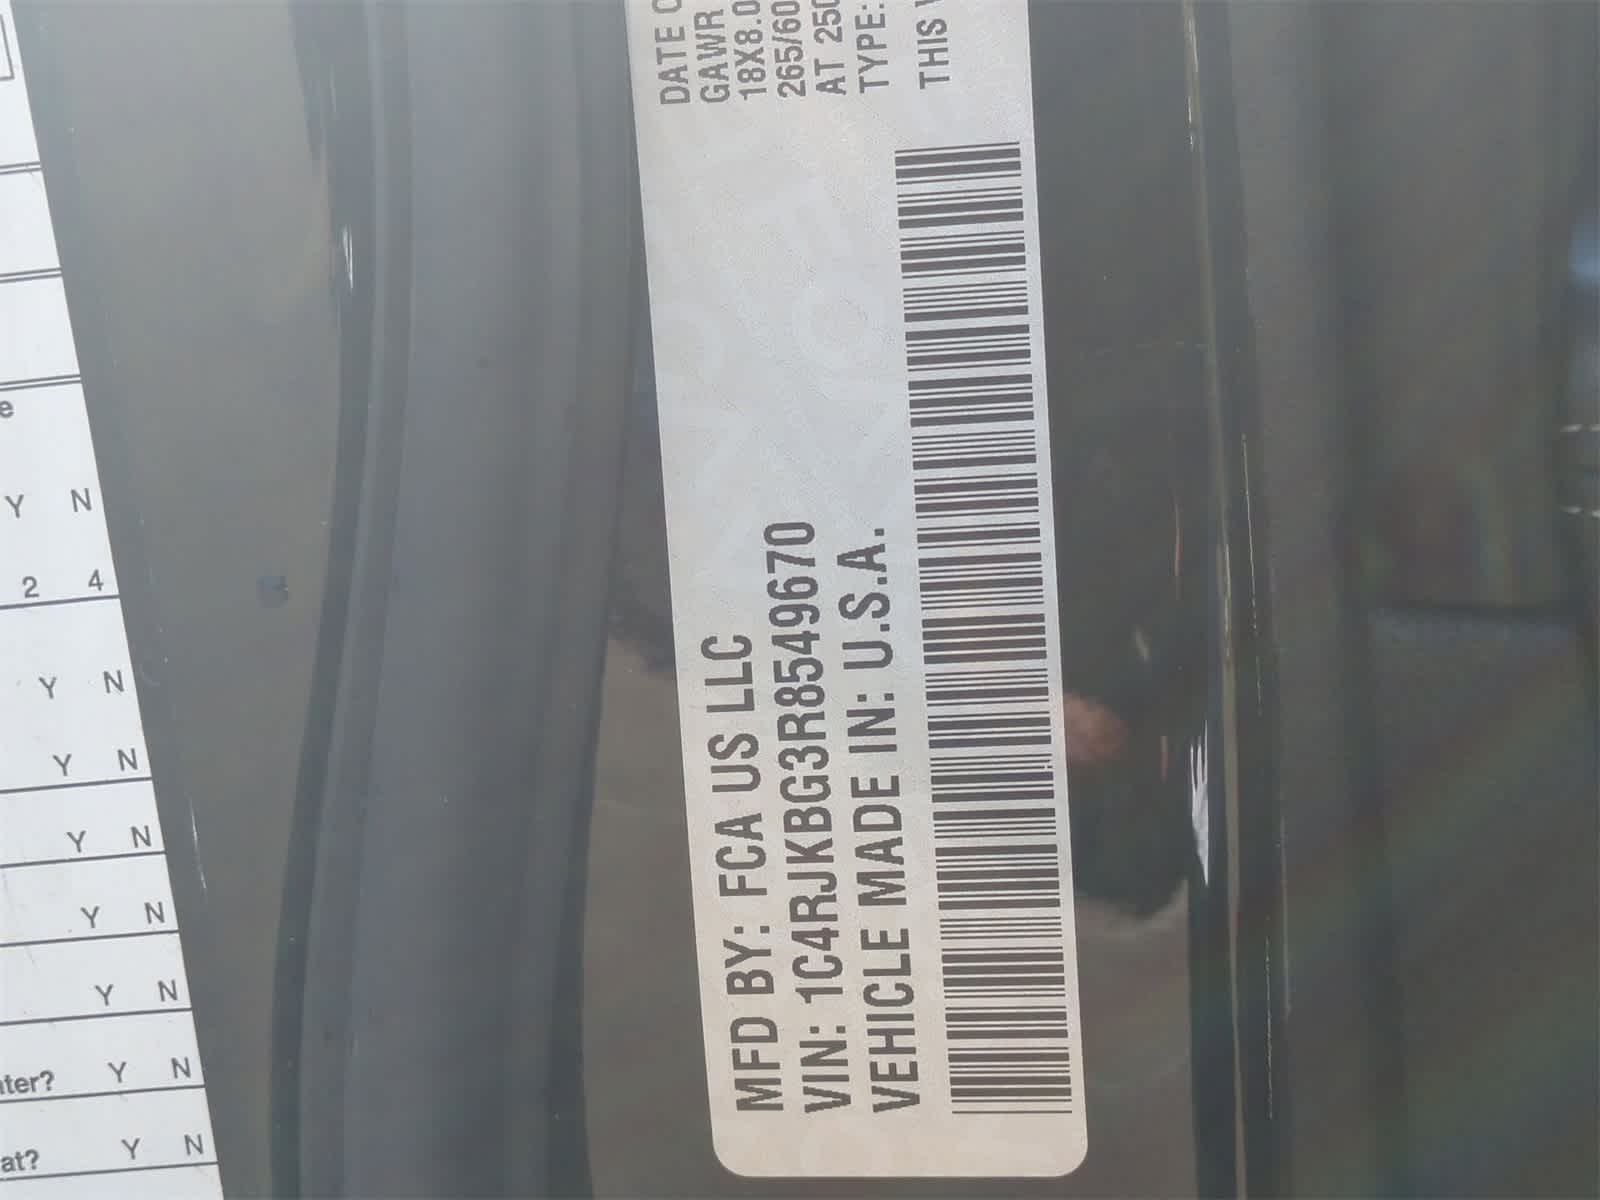 MFD BY: FCA US LLC
VIN: 1C4RJKBG3R8549670
VEHICLE MADE IN: U.S.A.
DATE O
GAWR
18X8.0
265/60
AT 250
TYPE:
THIS
e
Y N
2 4
Y N
Y N
Y N
Y N
Y N
ter? Y N
at? Y N